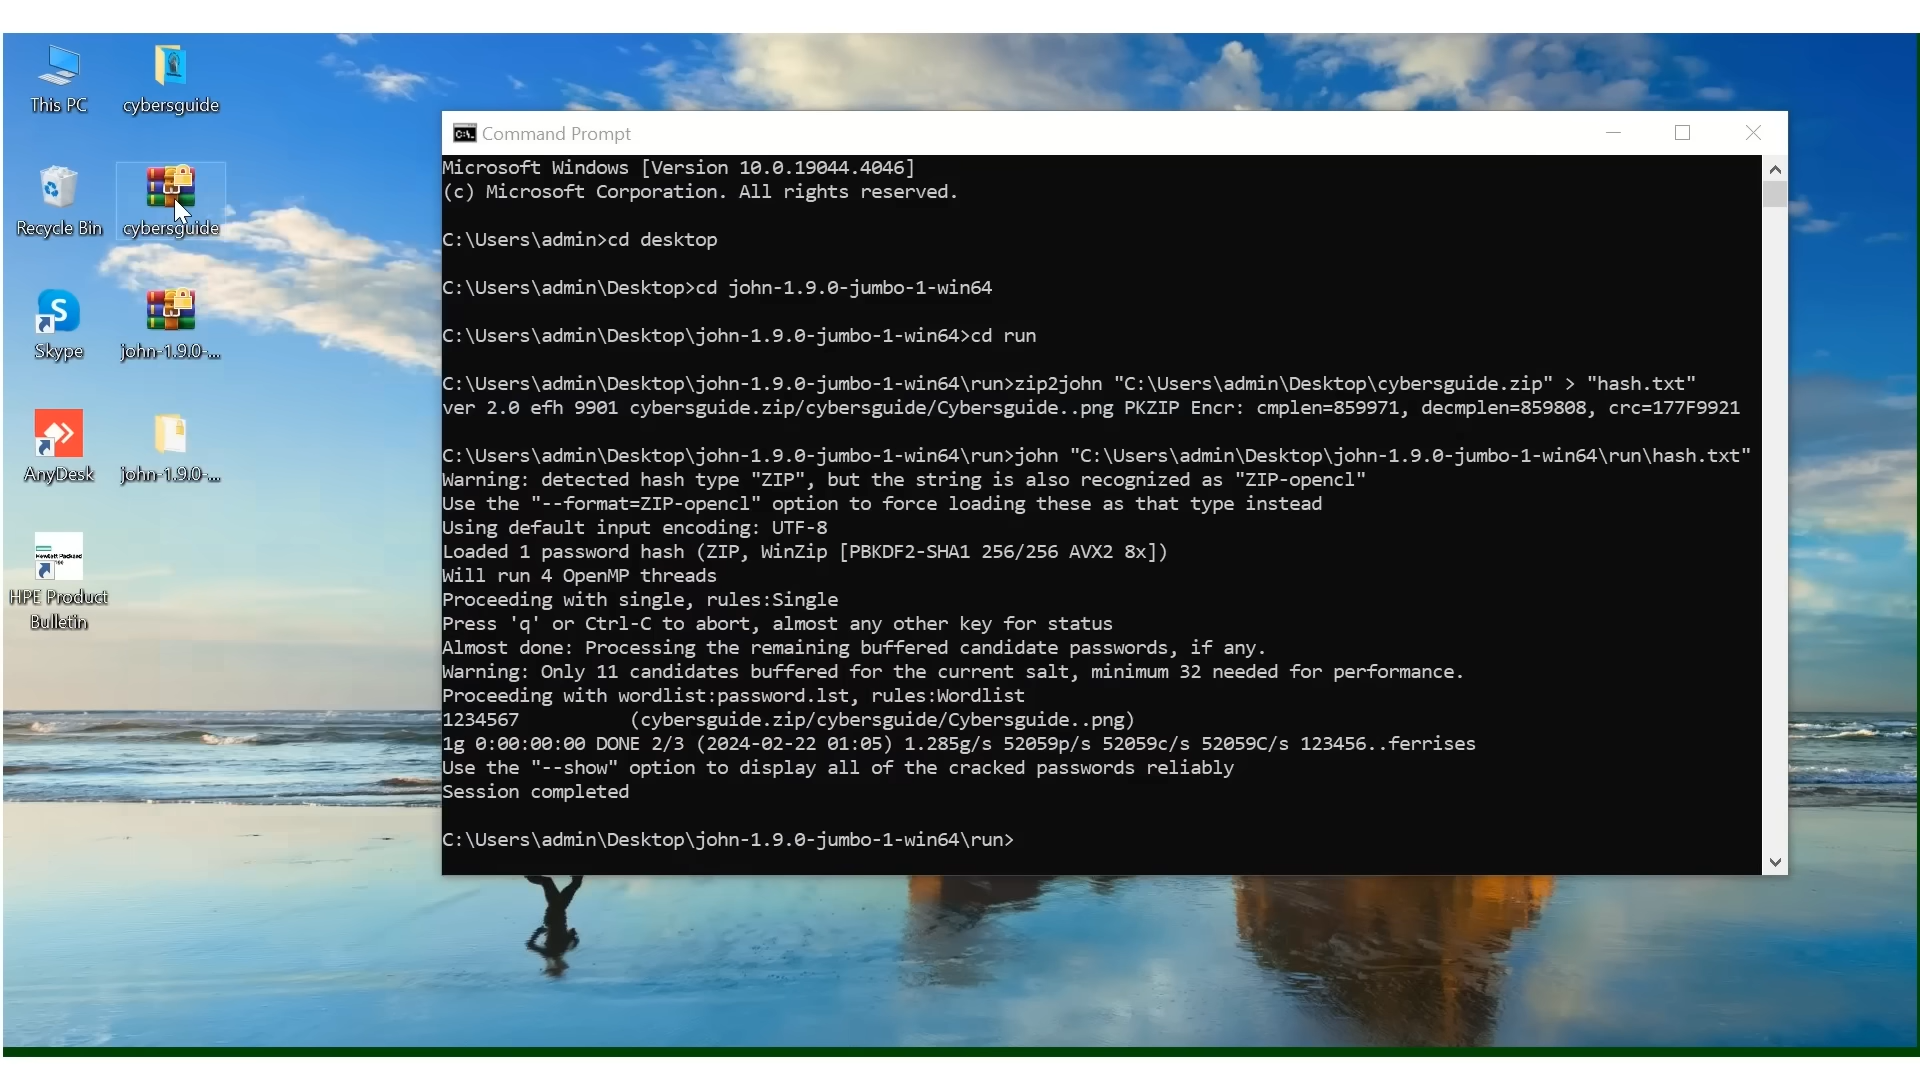 This PC
cybersguide
Recycle Bin
cybersguide
Skype
john-1.9.0-...
AnyDesk
john-1.9.0-...
HPE Product
Bulletin
Command Prompt
Microsoft Windows [Version 10.0.19044.4046]
(c) Microsoft Corporation. All rights reserved.
C:\Users\admin>cd desktop
C:\Users\admin\Desktop>cd john-1.9.0-jumbo-1-win64
C:\Users\admin\Desktop\john-1.9.0-jumbo-1-win64>cd run
C:\Users\admin\Desktop\john-1.9.0-jumbo-1-win64\run>zip2john "C:\Users\admin\Desktop\cybersguide.zip" > "hash.txt"
ver 2.0 efh 9901 cybersguide.zip/cybersguide/Cybersguide..png PKZIP Encr: cmplen=859971, decmplen=859808, crc=177F9921
C:\Users\admin\Desktop\john-1.9.0-jumbo-1-win64\run>john "C:\Users\admin\Desktop\john-1.9.0-jumbo-1-win64\run\hash.txt"
Warning: detected hash type "ZIP", but the string is also recognized as "ZIP-opencl"
Use the "--format=ZIP-opencl" option to force loading these as that type instead
Using default input encoding: UTF-8
Loaded 1 password hash (ZIP, WinZip [PBKDF2-SHA1 256/256 AVX2 8x])
Will run 4 OpenMP threads
Proceeding with single, rules:Single
Press 'q' or Ctrl-C to abort, almost any other key for status
Almost done: Processing the remaining buffered candidate passwords, if any.
Warning: Only 11 candidates buffered for the current salt, minimum 32 needed for performance.
Proceeding with wordlist:password.lst, rules:Wordlist
1234567          (cybersguide.zip/cybersguide/Cybersguide..png)
1g 0:00:00:00 DONE 2/3 (2024-02-22 01:05) 1.285g/s 52059p/s 52059c/s 52059C/s 123456..ferrises
Use the "--show" option to display all of the cracked passwords reliably
Session completed
C:\Users\admin\Desktop\john-1.9.0-jumbo-1-win64\run>